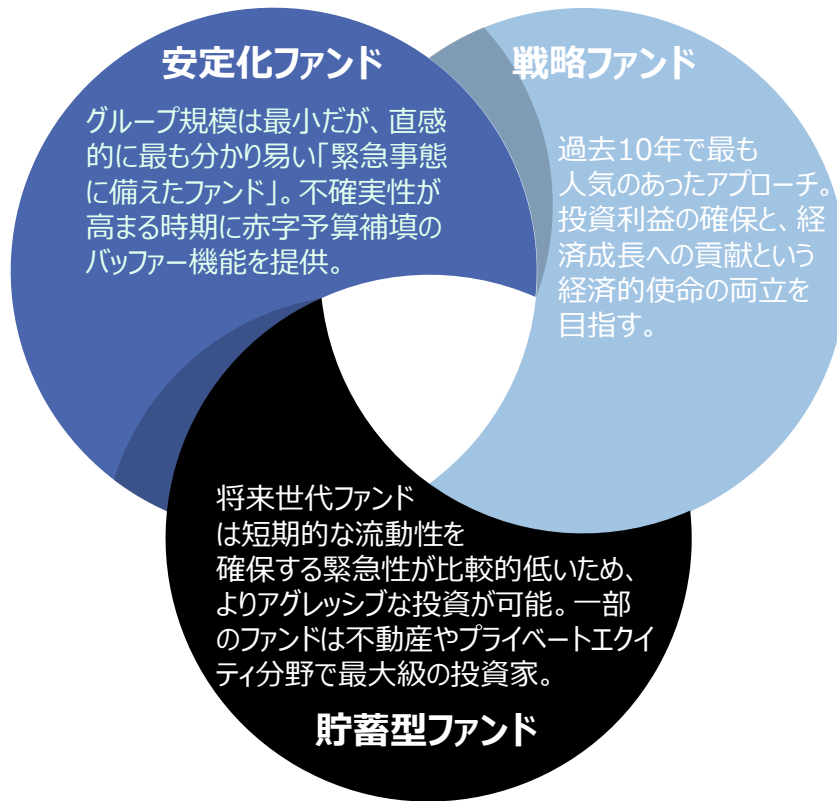 安定化ファンド
グループ規模は最小だが、直感
的に最も分かり易い「緊急事態
に備えたファンド」。不確実性が
高まる時期に赤字予算補填の
バッファー機能を提供。
戦略ファンド
過去10年で最も
人気のあったアプローチ。
投資利益の確保と、経
済成長への貢献という
経済的使命の両立を
目指す。
将来世代ファンド
は短期的な流動性を
確保する緊急性が比較的低いため、
よりアグレッシブな投資が可能。一部
のファンドは不動産やプライベートエクイ
ティ分野で最大級の投資家。
貯蓄型ファンド